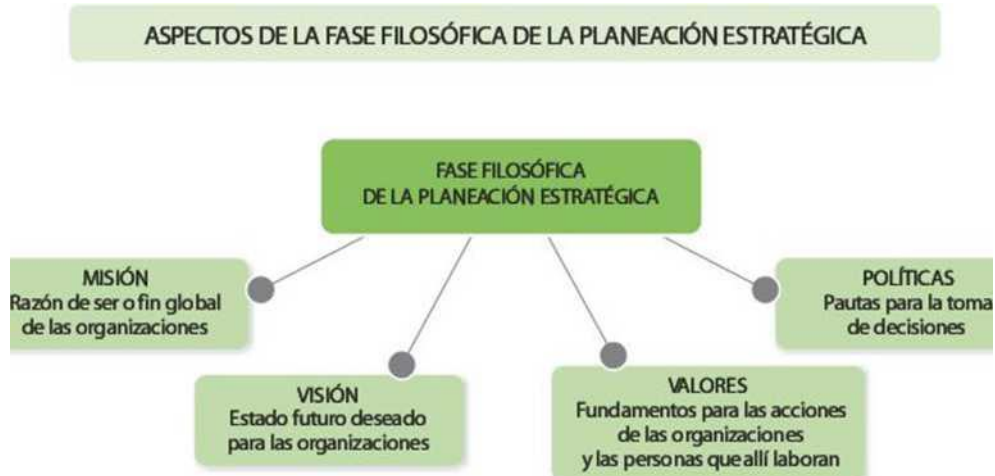 ASPECTOS DE LA FASE FILOSÓFICA DE LA PLANEACIÓN ESTRATÉGICA
FASE FILOSÓFICA
DE LA PLANEACIÓN ESTRATÉGICA
MISIÓN
Razón de ser o fin global
de las organizaciones
VISIÓN
Estado futuro deseado
para las organizaciones
VALORES
Fundamentos para las acciones
de las organizaciones
y las personas que allí laboran
POLÍTICAS
Pautas para la toma
de decisiones